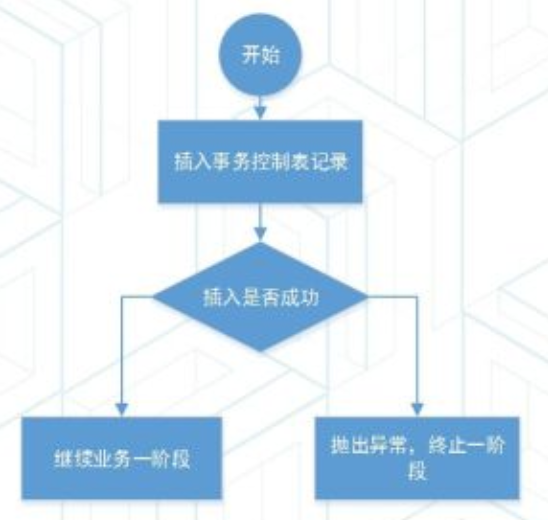 开始
插入事务控制表记录
插入是否成功
继续业务一阶段
抛出异常，终止一阶
段